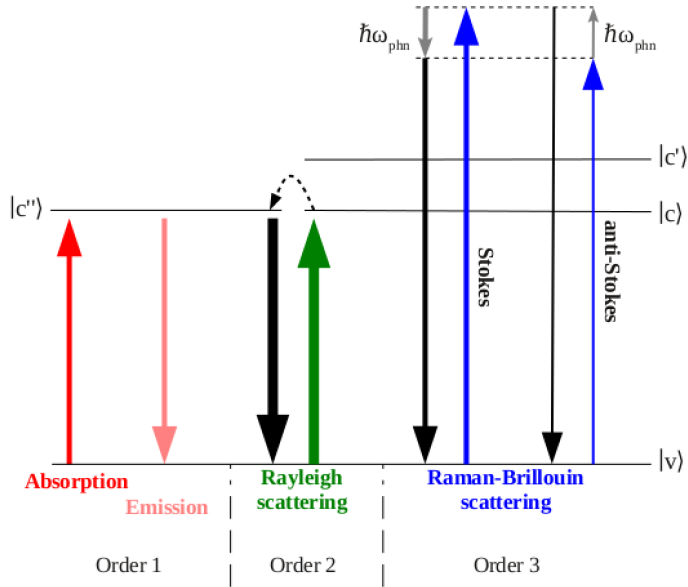 ℏω_phn
ℏω_phn
|c'⟩
|c''⟩
|c⟩
Stokes
anti-Stokes
|v⟩
Absorption
Emission
Rayleigh
scattering
Raman-Brillouin
scattering
Order 1
Order 2
Order 3